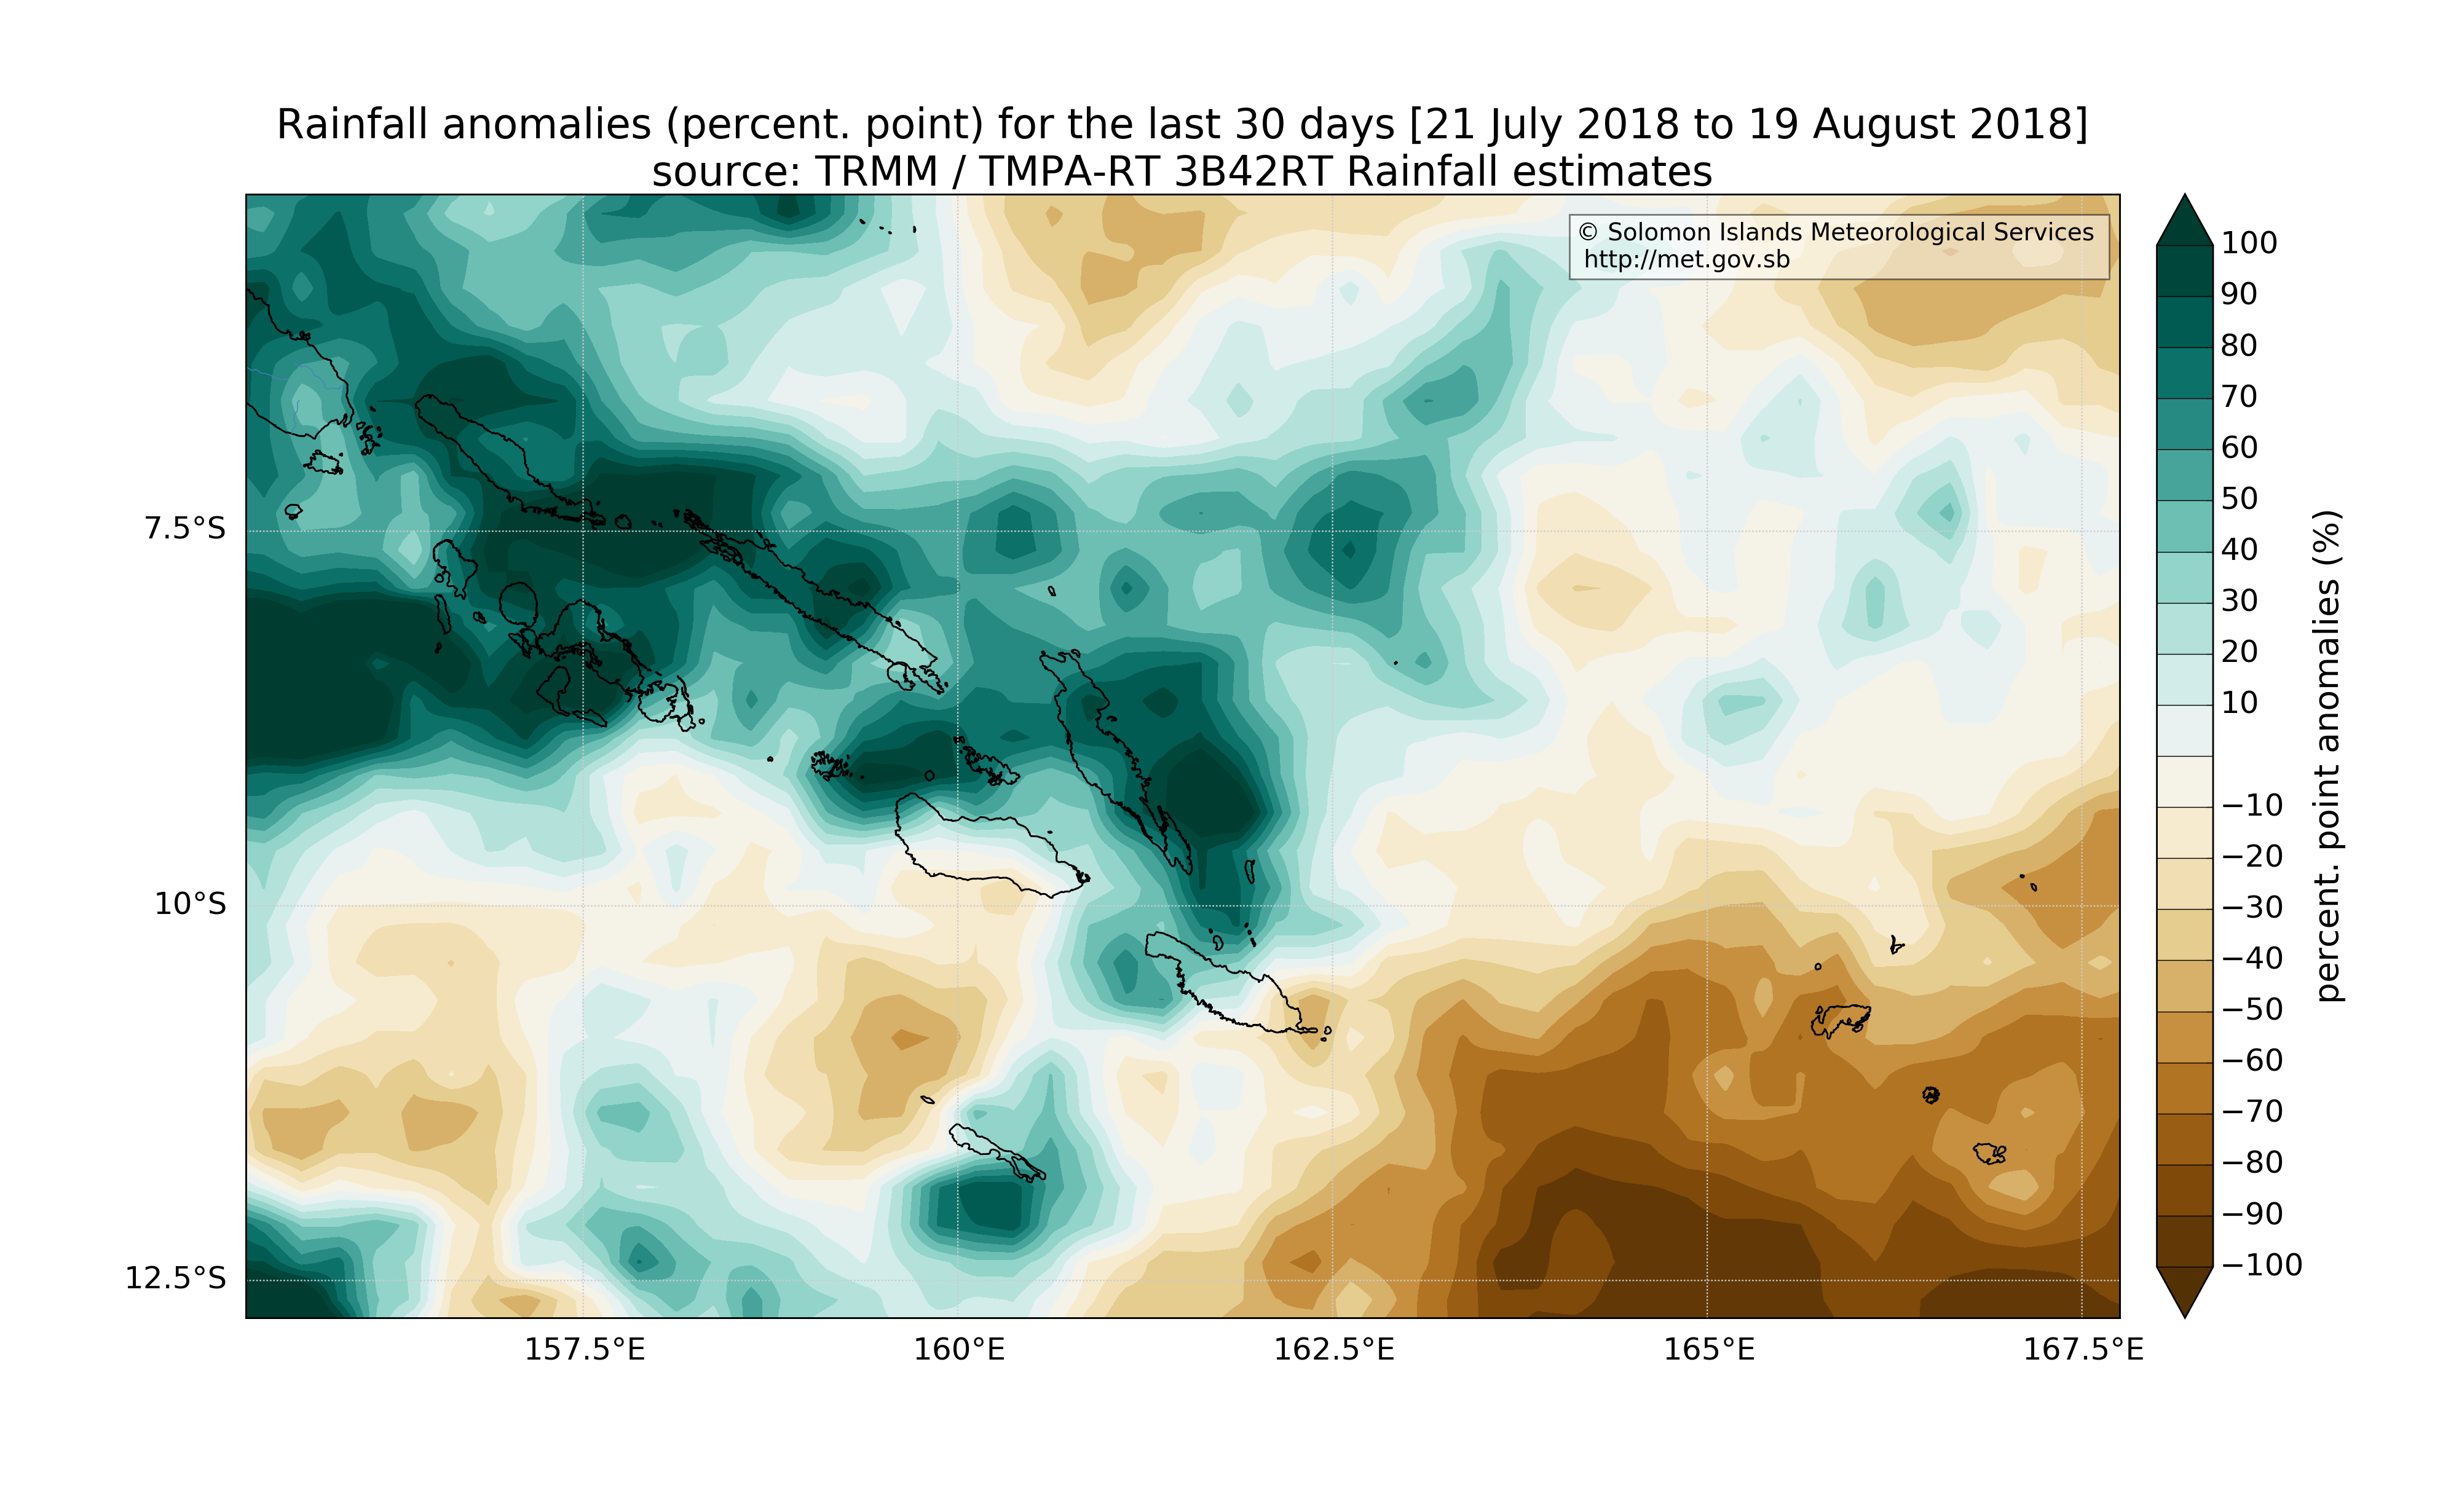 Rainfall anomalies (percent. point) for the last 30 days [21 July 2018 to 19 August 2018]
source: TRMM / TMPA-RT 3B42RT Rainfall estimates
© Solomon Islands Meteorological Services
http://met.gov.sb
7.5°S
10°S
12.5°S
157.5°E
160°E
162.5°E
165°E
167.5°E
100
90
80
70
60
50
40
30
20
10
−10
−20
−30
−40
−50
−60
−70
−80
−90
−100
percent. point anomalies (%)